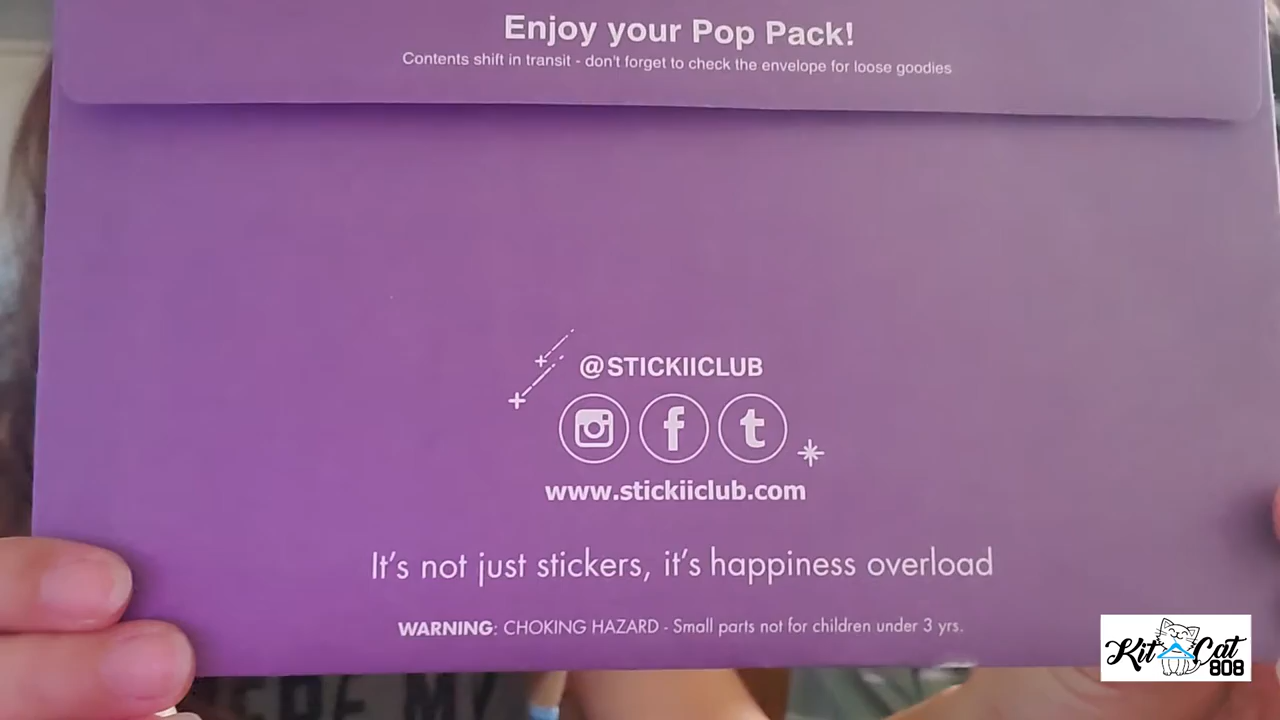 Enjoy your Pop Pack!
Contents shift in transit - don't forget to check the envelope for loose goodies
@STICKIICLUB
f t
www.stickiiclub.com
It's not just stickers, it's happiness overload
WARNING: CHOKING HAZARD - Small parts not for children under 3 yrs.
ERE MY
Kit Cat
808